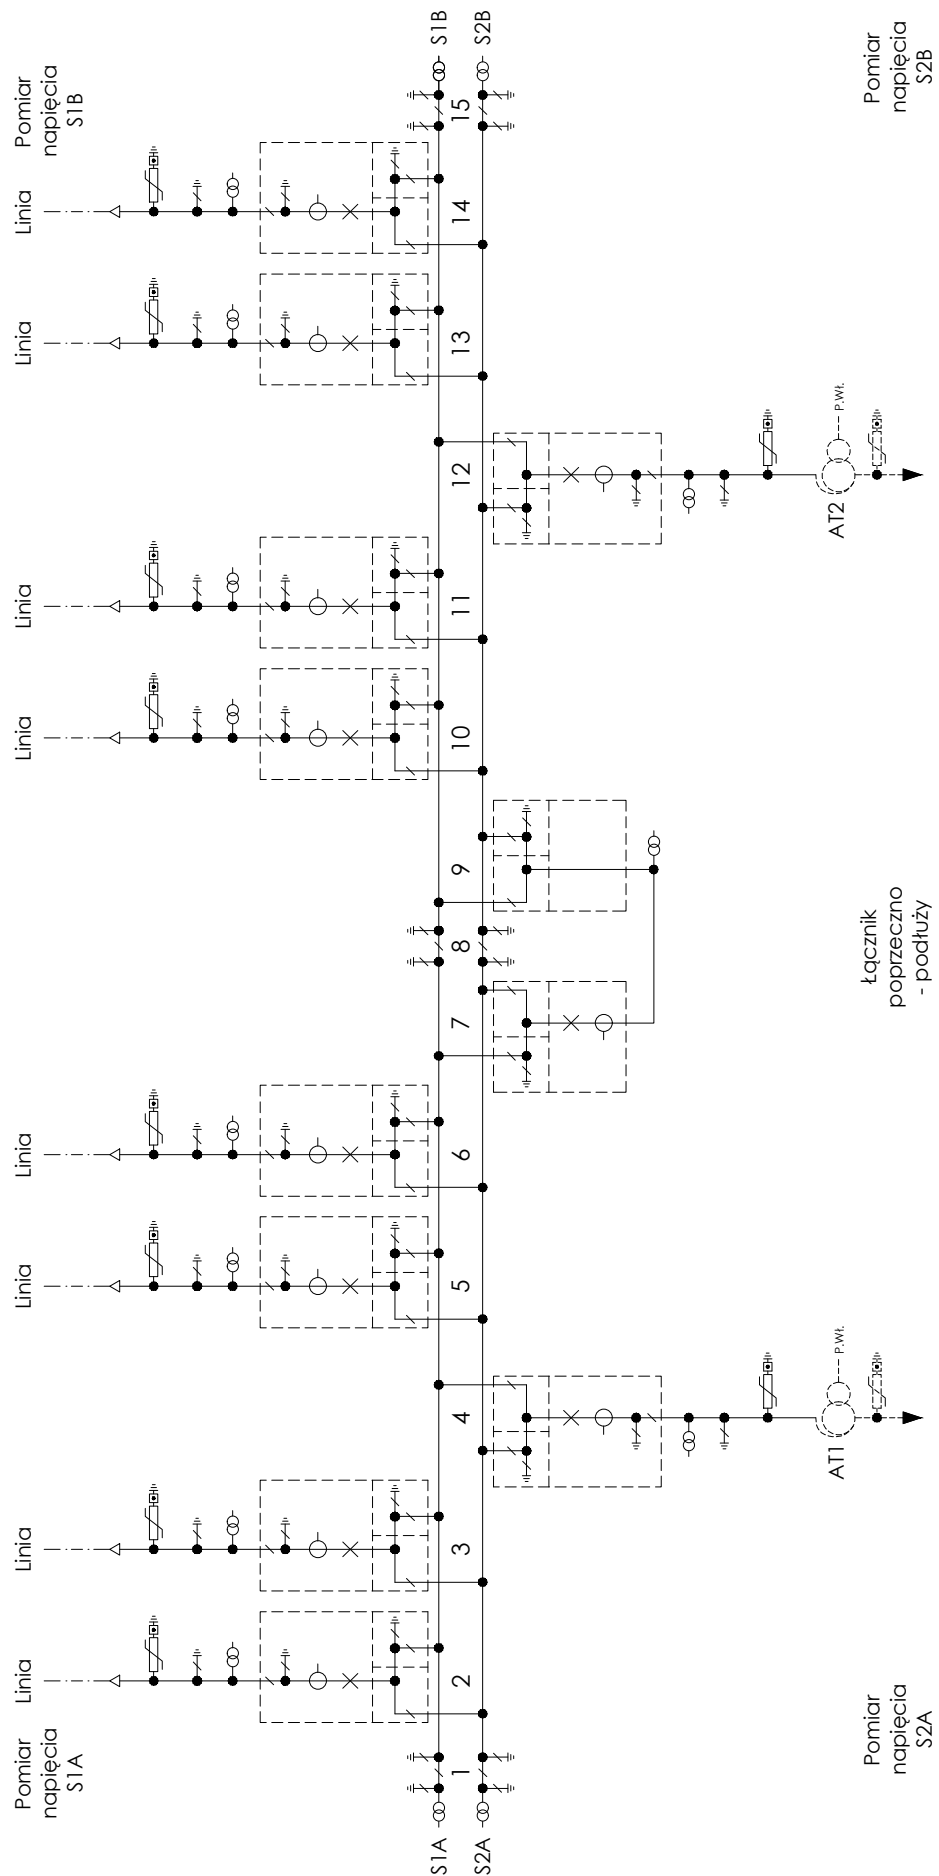 Pomiar
napięcia
S1A
Linia
Linia
Linia
Linia
Linia
Linia
Linia
Linia
Pomiar
napięcia
S1B
S1A
S2A
1
2
3
4
5
6
7
8
9
10
11
12
13
14
15
S1B
S2B
AT1
P.Wł.
AT2
P.Wł.
Pomiar
napięcia
S2A
Łącznik
poprzeczno
- podłuży
Pomiar
napięcia
S2B